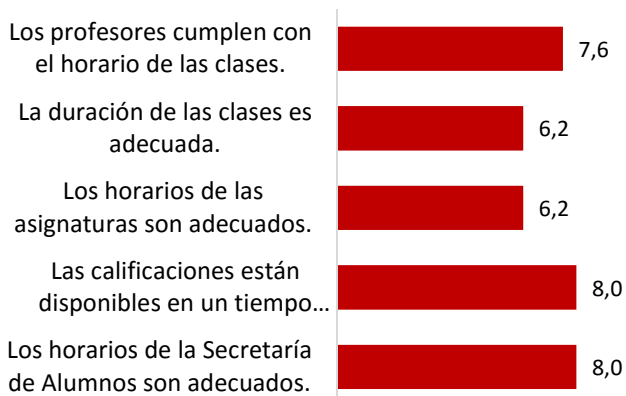 Los profesores cumplen con
el horario de las clases.
7,6
La duración de las clases es
adecuada.
6,2
Los horarios de las
asignaturas son adecuados.
6,2
Las calificaciones están
disponibles en un tiempo…
8,0
Los horarios de la Secretaría
de Alumnos son adecuados.
8,0